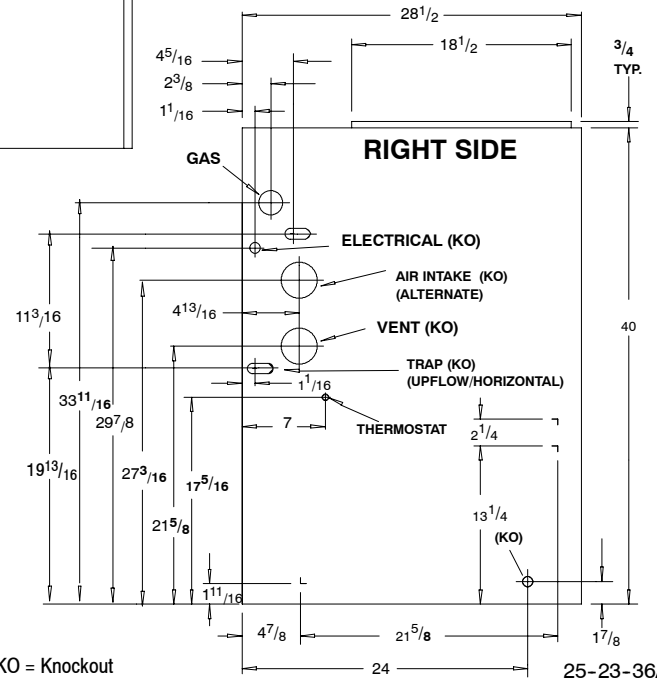 28 1/2
18 1/2
4 5/16
3/4
TYP.
2 3/8
1 1/16
RIGHT SIDE
GAS
ELECTRICAL (KO)
AIR INTAKE (KO)
(ALTERNATE)
4 13/16
11 3/16
VENT (KO)
40
TRAP (KO)
(UPFLOW/HORIZONTAL)
1 1/16
33 11/16
29 7/8
7
THERMOSTAT
2 1/4
19 13/16
27 3/16
17 5/16
21 5/8
13 1/4
(KO)
1 11/16
4 7/8
21 5/8
1 7/8
24
KO = Knockout
25-23-36